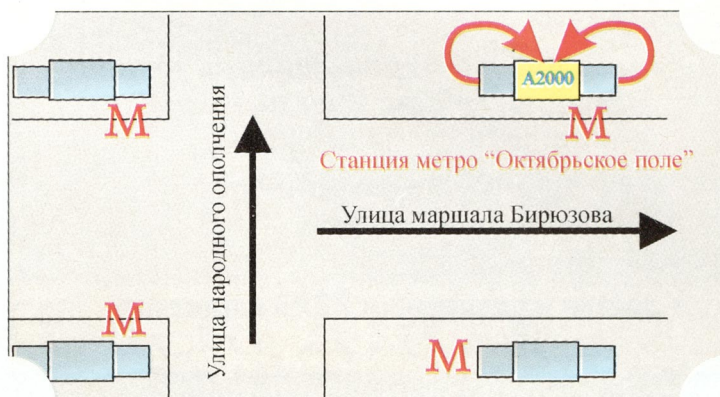 A2000
М
М
Станция метро “Октябрьское поле”
Улица маршала Бирюзова
Улица народного ополчения
М
М